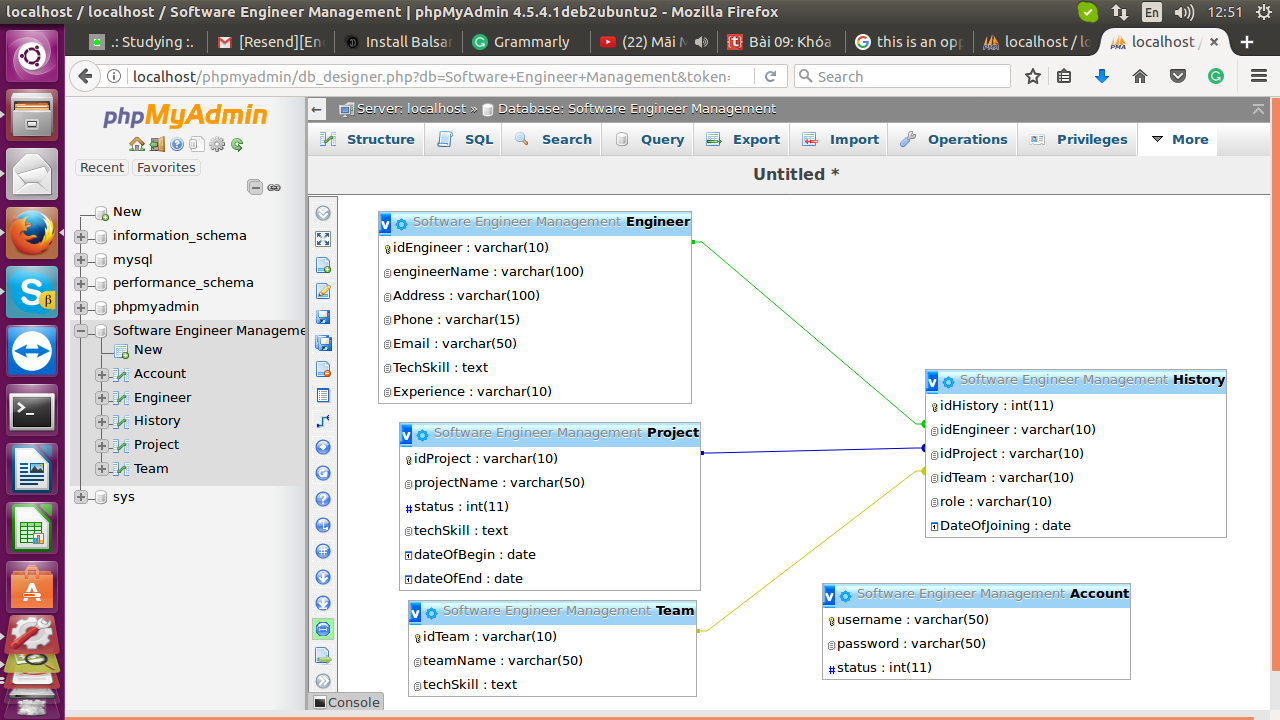 localhost / localhost / Software Engineer Management | phpMyAdmin 4.5.4.1deb2ubuntu2 - Mozilla Firefox
En
12:51
.: Studying :.
[Resend][En
Install Balsar
Grammarly
(22) Mãi M
Bài 09: Khóa
this is an opp
localhost / lo
localhost /
localhost/phpmyadmin/db_designer.php?db=Software+Engineer+Management&token=
Search
phpMyAdmin
Recent
Favorites
New
information_schema
mysql
performance_schema
phpmyadmin
Software Engineer Manageme
New
Account
Engineer
History
Project
Team
sys
Server: localhost » Database: Software Engineer Management
Structure
SQL
Search
Query
Export
Import
Operations
Privileges
More
Untitled *
Software Engineer Management Engineer
idEngineer : varchar(10)
engineerName : varchar(100)
Address : varchar(100)
Phone : varchar(15)
Email : varchar(50)
TechSkill : text
Experience : varchar(10)
Software Engineer Management Project
idProject : varchar(10)
projectName : varchar(50)
status : int(11)
techSkill : text
dateOfBegin : date
dateOfEnd : date
Software Engineer Management Team
idTeam : varchar(10)
teamName : varchar(50)
techSkill : text
Software Engineer Management History
idHistory : int(11)
idEngineer : varchar(10)
idProject : varchar(10)
idTeam : varchar(10)
role : varchar(10)
DateOfJoining : date
Software Engineer Management Account
username : varchar(50)
password : varchar(50)
status : int(11)
Console